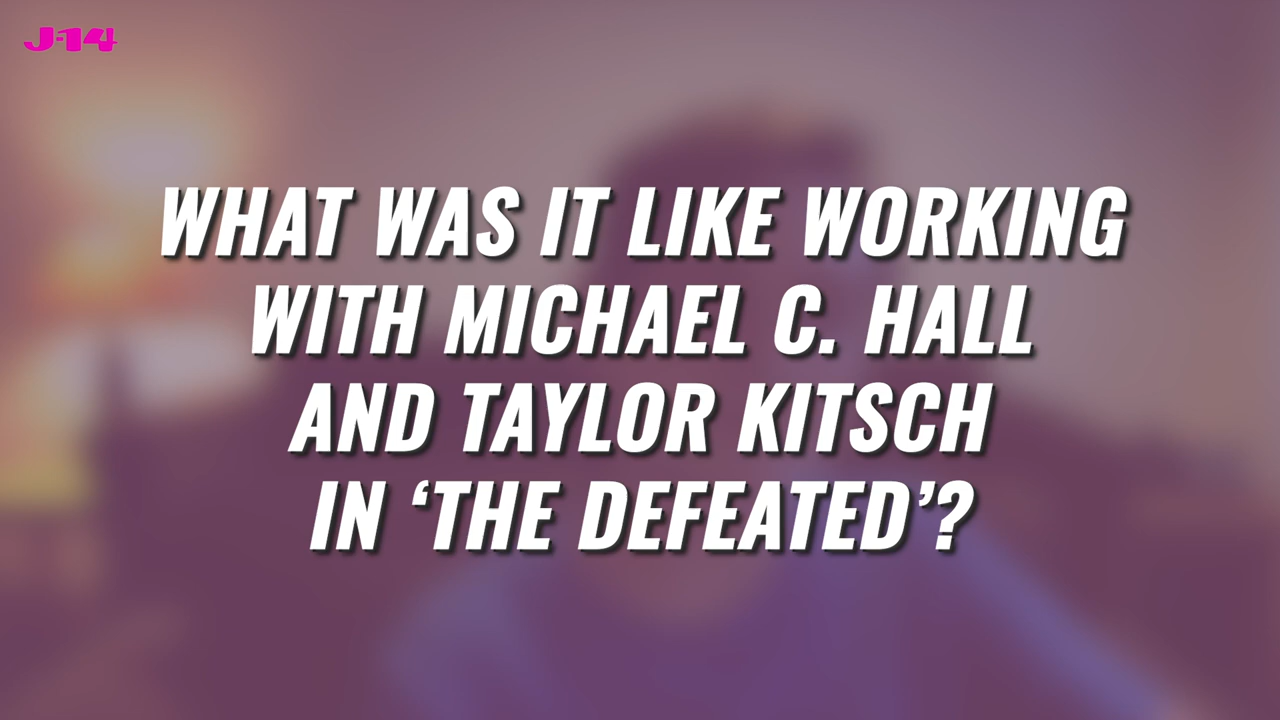 J-14
WHAT WAS IT LIKE WORKING
WITH MICHAEL C. HALL
AND TAYLOR KITSCH
IN ‘THE DEFEATED’?